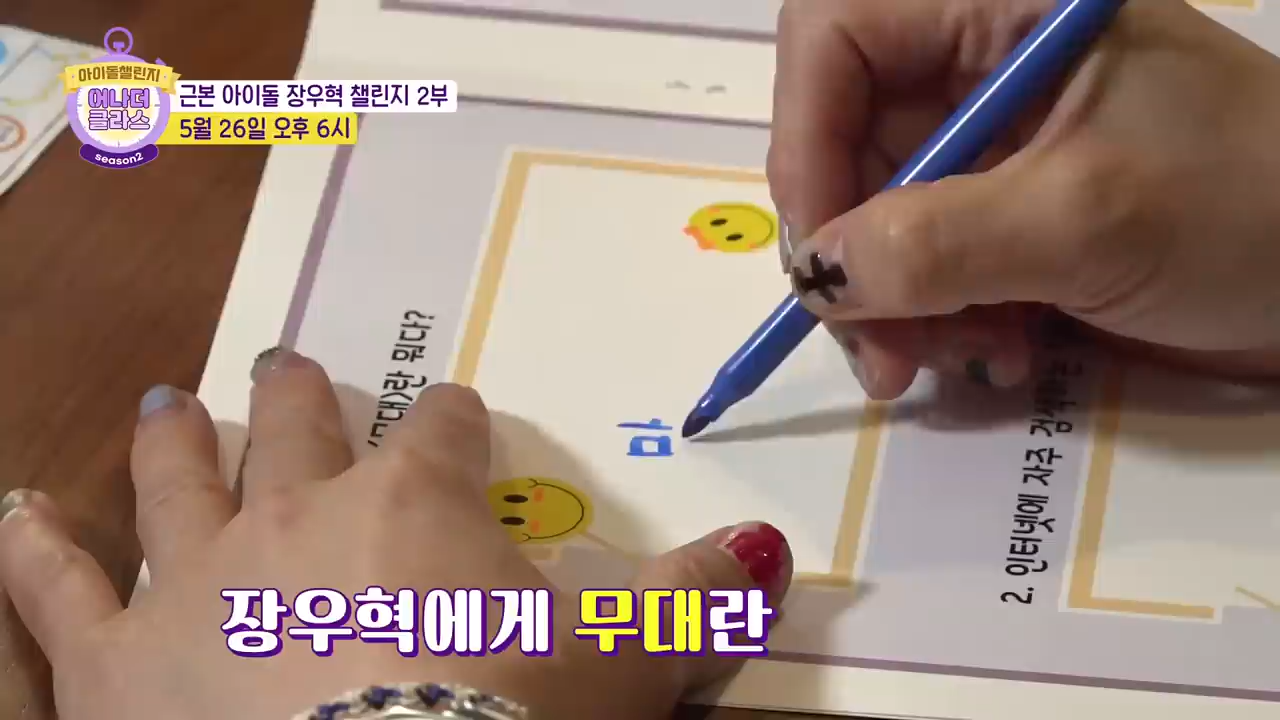 아이돌챌린지
어나더
클라스
season2
근본 아이돌 장우혁 챌린지 2부
5월 26일 오후 6시
<무대>란 뭐다?
마
2. 인터넷에 자주 검색하는
장우혁에게 무대란